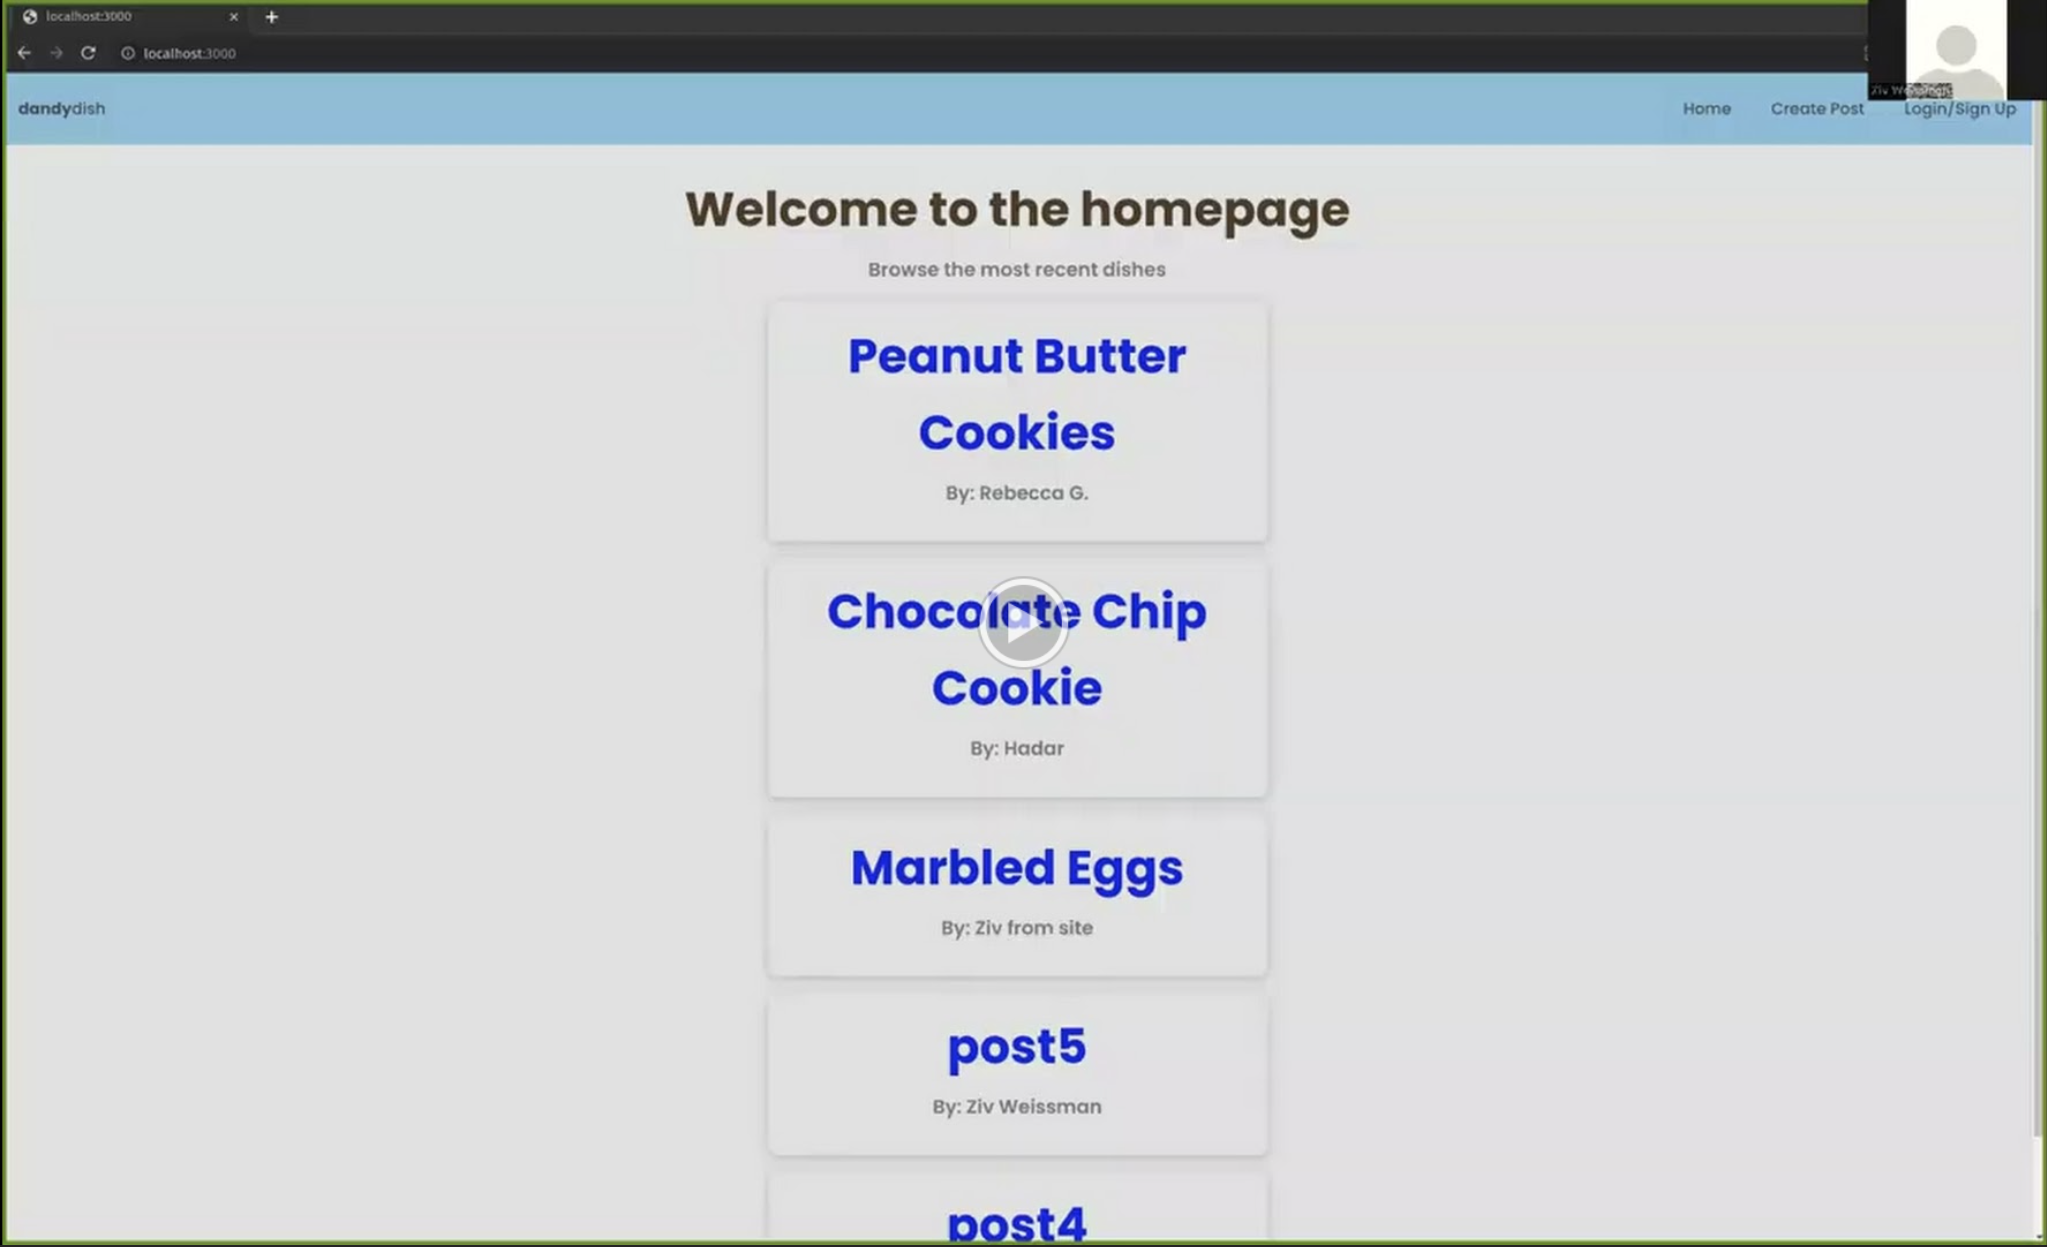 localhost:3000
localhost:3000
dandydish
Home Create Post Login/Sign Up
Welcome to the homepage
Browse the most recent dishes
Peanut Butter
Cookies
By: Rebecca G.
Chocolate Chip
Cookie
By: Hadar
Marbled Eggs
By: Ziv from site
post5
By: Ziv Weissman
post4